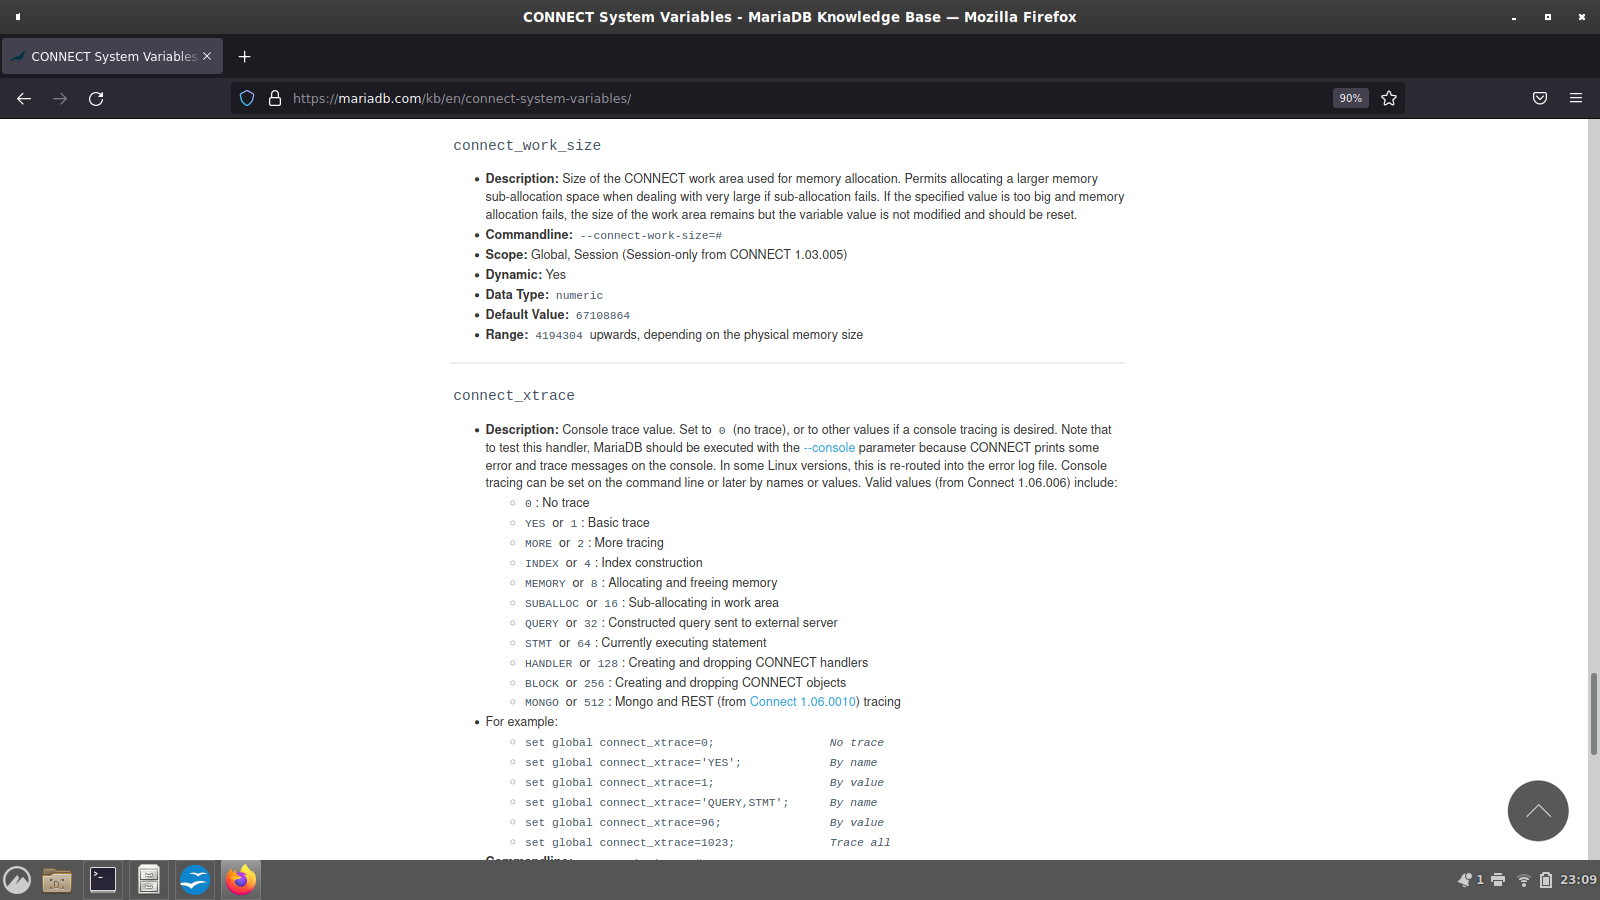 CONNECT System Variables - MariaDB Knowledge Base — Mozilla Firefox
CONNECT System Variables
https://mariadb.com/kb/en/connect-system-variables/
90%
connect_work_size
Description: Size of the CONNECT work area used for memory allocation. Permits allocating a larger memory
sub-allocation space when dealing with very large if sub-allocation fails. If the specified value is too big and memory
allocation fails, the size of the work area remains but the variable value is not modified and should be reset.
Commandline: --connect-work-size=#
Scope: Global, Session (Session-only from CONNECT 1.03.005)
Dynamic: Yes
Data Type: numeric
Default Value: 67108864
Range: 4194304 upwards, depending on the physical memory size
connect_xtrace
Description: Console trace value. Set to 0 (no trace), or to other values if a console tracing is desired. Note that
to test this handler, MariaDB should be executed with the --console parameter because CONNECT prints some
error and trace messages on the console. In some Linux versions, this is re-routed into the error log file. Console
tracing can be set on the command line or later by names or values. Valid values (from Connect 1.06.006) include:
0 : No trace
YES or 1 : Basic trace
MORE or 2 : More tracing
INDEX or 4 : Index construction
MEMORY or 8 : Allocating and freeing memory
SUBALLOC or 16 : Sub-allocating in work area
QUERY or 32 : Constructed query sent to external server
STMT or 64 : Currently executing statement
HANDLER or 128 : Creating and dropping CONNECT handlers
BLOCK or 256 : Creating and dropping CONNECT objects
MONGO or 512 : Mongo and REST (from Connect 1.06.0010) tracing
For example:
set global connect_xtrace=0; No trace
set global connect_xtrace='YES'; By name
set global connect_xtrace=1; By value
set global connect_xtrace='QUERY,STMT'; By name
set global connect_xtrace=96; By value
set global connect_xtrace=1023; Trace all
Commandline:
1
23:09